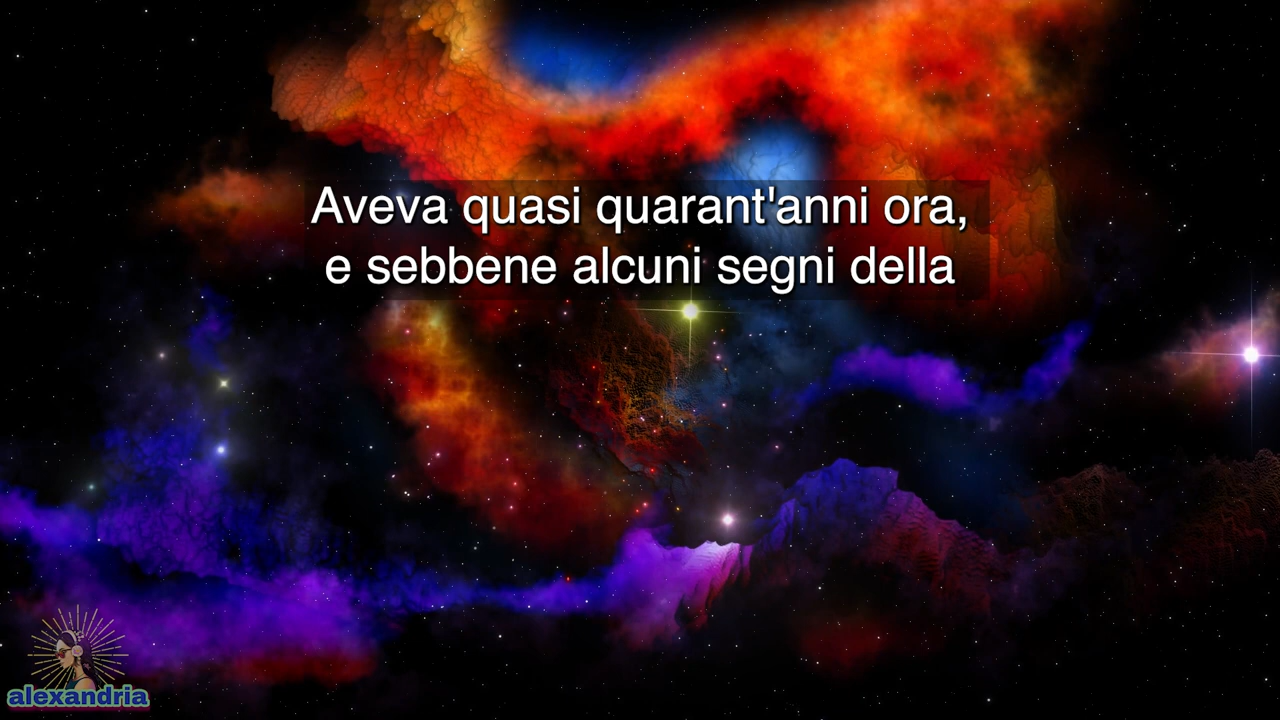 Aveva quasi quarant'anni ora,
e sebbene alcuni segni della
alexandria